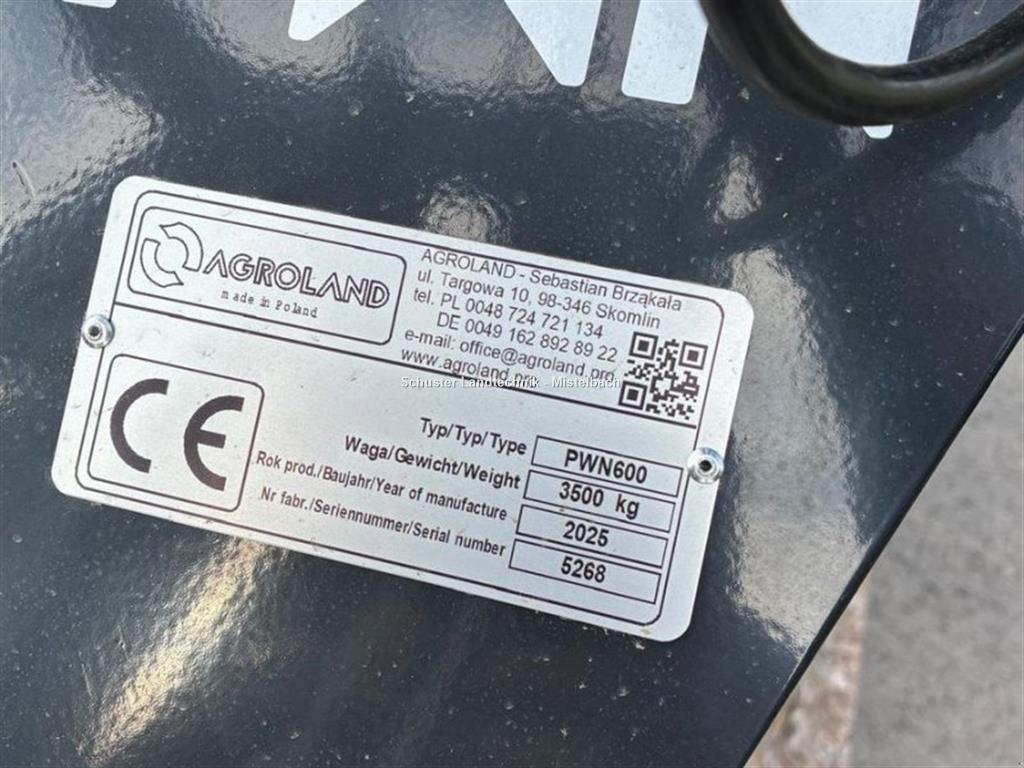 AGROLAND
made in Poland
AGROLAND - Sebastian Brząkała
ul. Targowa 10, 98-346 Skomlin
tel. PL 0048 724 721 134
DE 0049 162 892 89 22
e-mail: office@agroland.pro
www.agroland.pro
Schuster Landtechnik - Mistelbach
CE
Typ/Typ/Type PWN600
Waga/Gewicht/Weight 3500 kg
Rok prod./Baujahr/Year of manufacture 2025
Nr fabr./Seriennummer/Serial number 5268